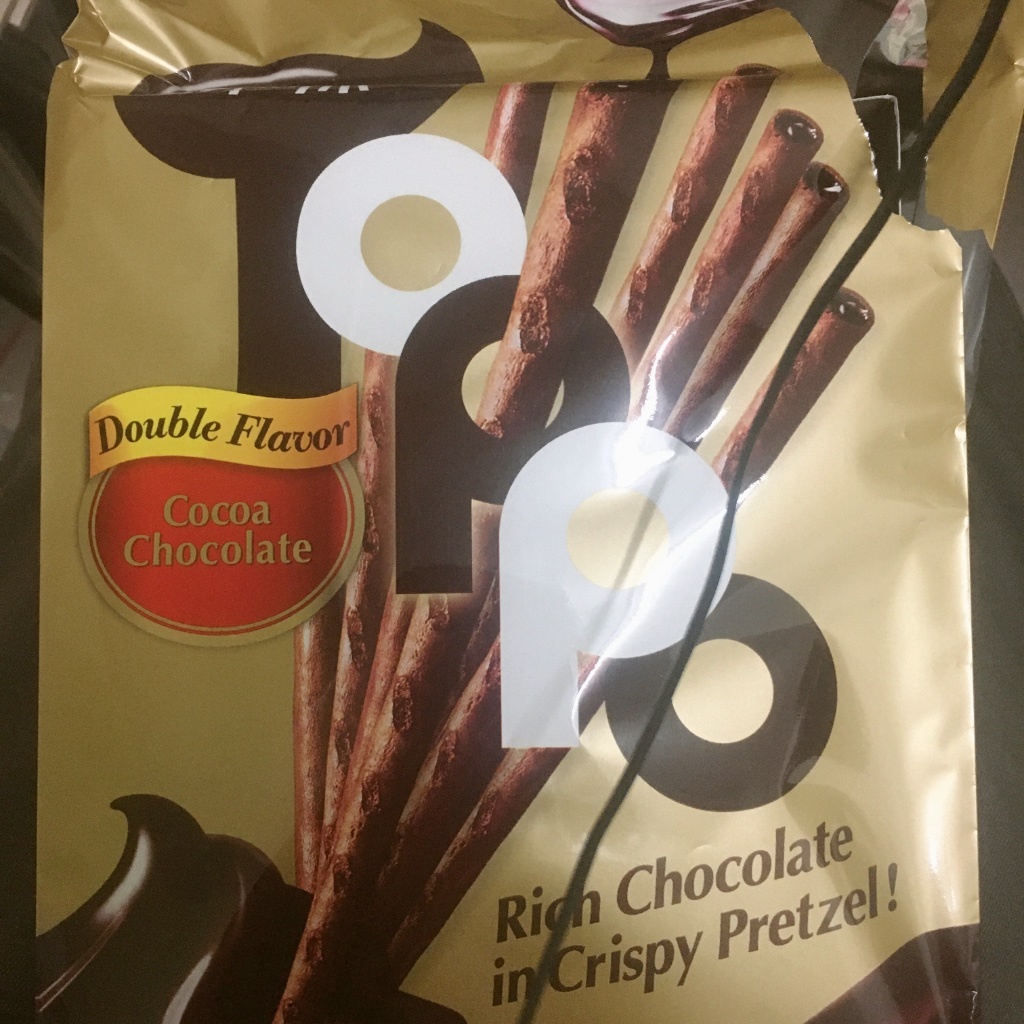 TOPPO
Double Flavor
Cocoa
Chocolate
Rich Chocolate
in Crispy Pretzel!